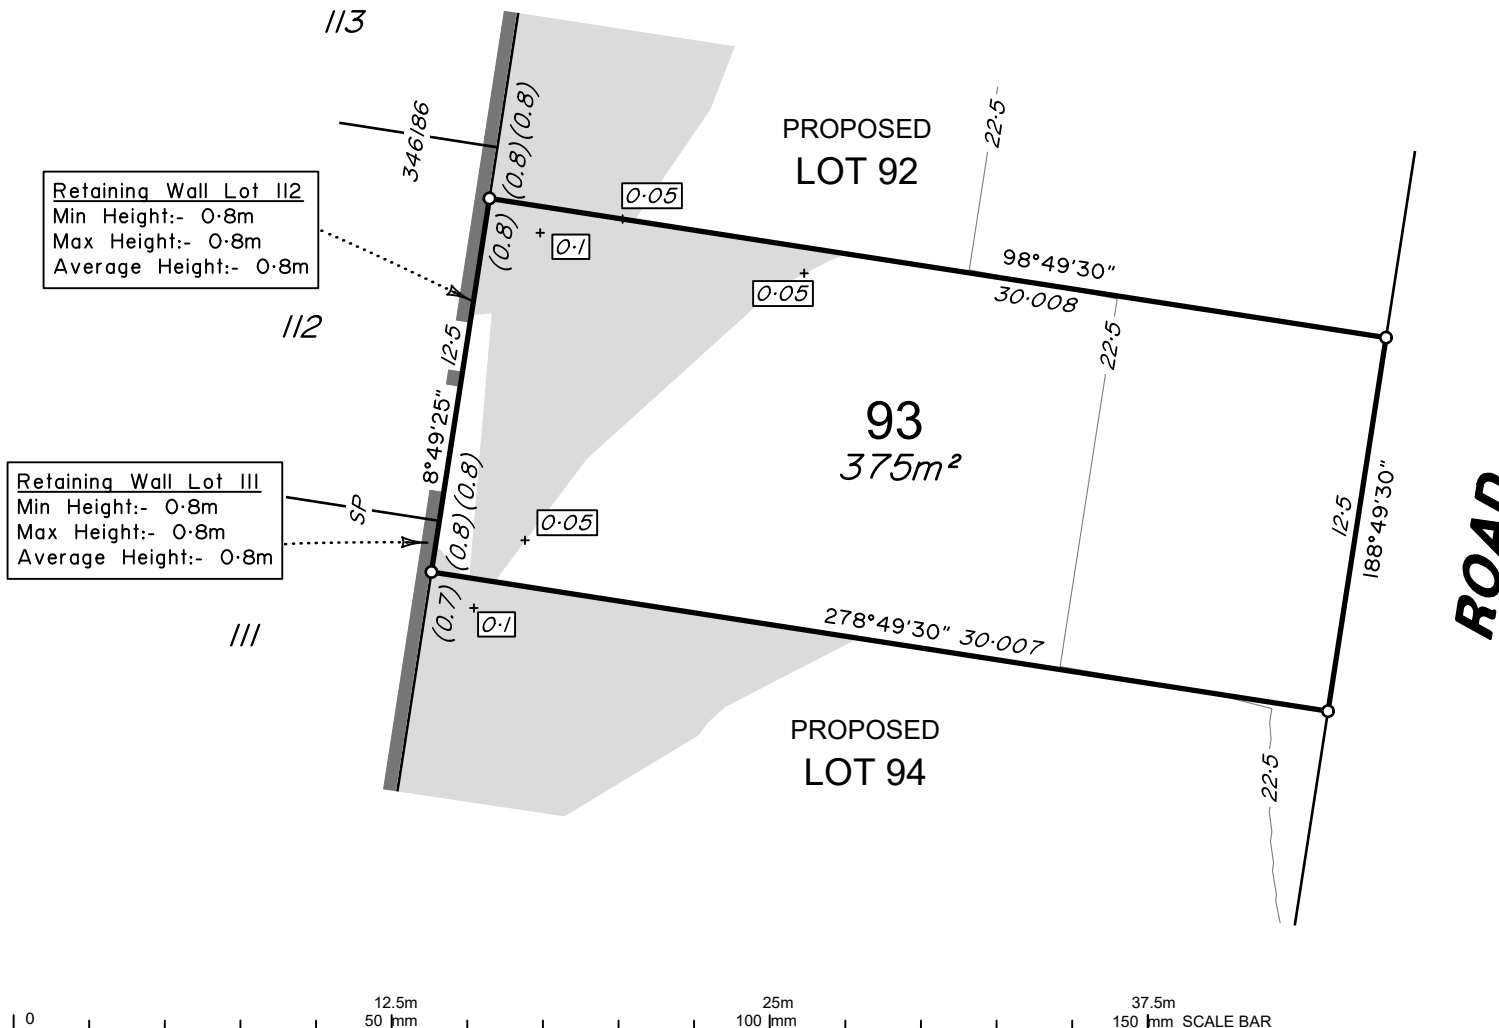 113
346186
PROPOSED
LOT 92
22·5
Retaining Wall Lot 112
Min Height:- 0·8m
Max Height:- 0·8m
Average Height:- 0·8m
(0.8)
(0.8)
(0.8)
0·05
0·1
0·05
98°49'30"
30·008
112
12·5
8°49'25"
22·5
93
375m²
Retaining Wall Lot 111
Min Height:- 0·8m
Max Height:- 0·8m
Average Height:- 0·8m
SP
(0.8)
(0.8)
0·05
12·5
188°49'30"
ROAD
111
(0.7)
0·1
278°49'30" 30·007
PROPOSED
LOT 94
22·5
12.5m 25m 37.5m
0 50 mm 100 mm 150 mm SCALE BAR